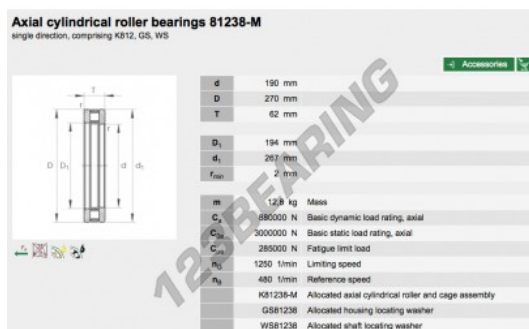 Axial cylindrical roller bearings 81238-M
single direction, comprising K812, GS, WS
Accessories
d 190 mm
D 270 mm
T 62 mm
D1 194 mm
d1 267 mm
rmin 2 mm
m 12,8 kg Mass
Ca 880000 N Basic dynamic load rating, axial
C0a 3000000 N Basic static load rating, axial
Cua 285000 N Fatigue limit load
nG 1250 1/min Limiting speed
nB 480 1/min Reference speed
K81238-M Allocated axial cylindrical roller and cage assembly
GS81238 Allocated housing locating washer
WS81238 Allocated shaft locating washer
T
r
r
D D1 d d1
123BEARING